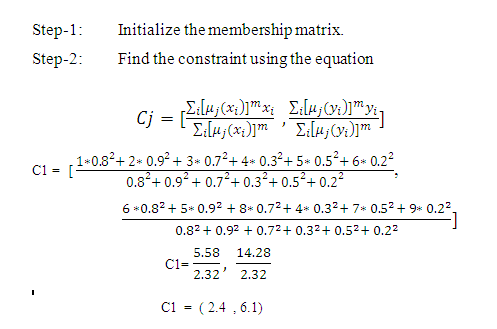 Step-1: Initialize the membership matrix.
Step-2: Find the constraint using the equation
Cj = [ Σᵢ[μⱼ(xᵢ)]ᵐxᵢ / Σᵢ[μⱼ(xᵢ)]ᵐ , Σᵢ[μⱼ(yᵢ)]ᵐyᵢ / Σᵢ[μⱼ(yᵢ)]ᵐ ]
1*0.8²+ 2* 0.9² + 3* 0.7²+ 4* 0.3²+ 5* 0.5²+ 6* 0.2²
C1 = [
0.8²+ 0.9² + 0.7²+ 0.3²+ 0.5²+ 0.2² ,
6 *0.8² + 5* 0.9² + 8* 0.7² + 4* 0.3² + 7* 0.5² + 9* 0.2²
]
0.8² + 0.9² + 0.7² + 0.3² + 0.5² + 0.2²
C1= 5.58 / 2.32 , 14.28 / 2.32
C1 = ( 2.4 , 6.1)